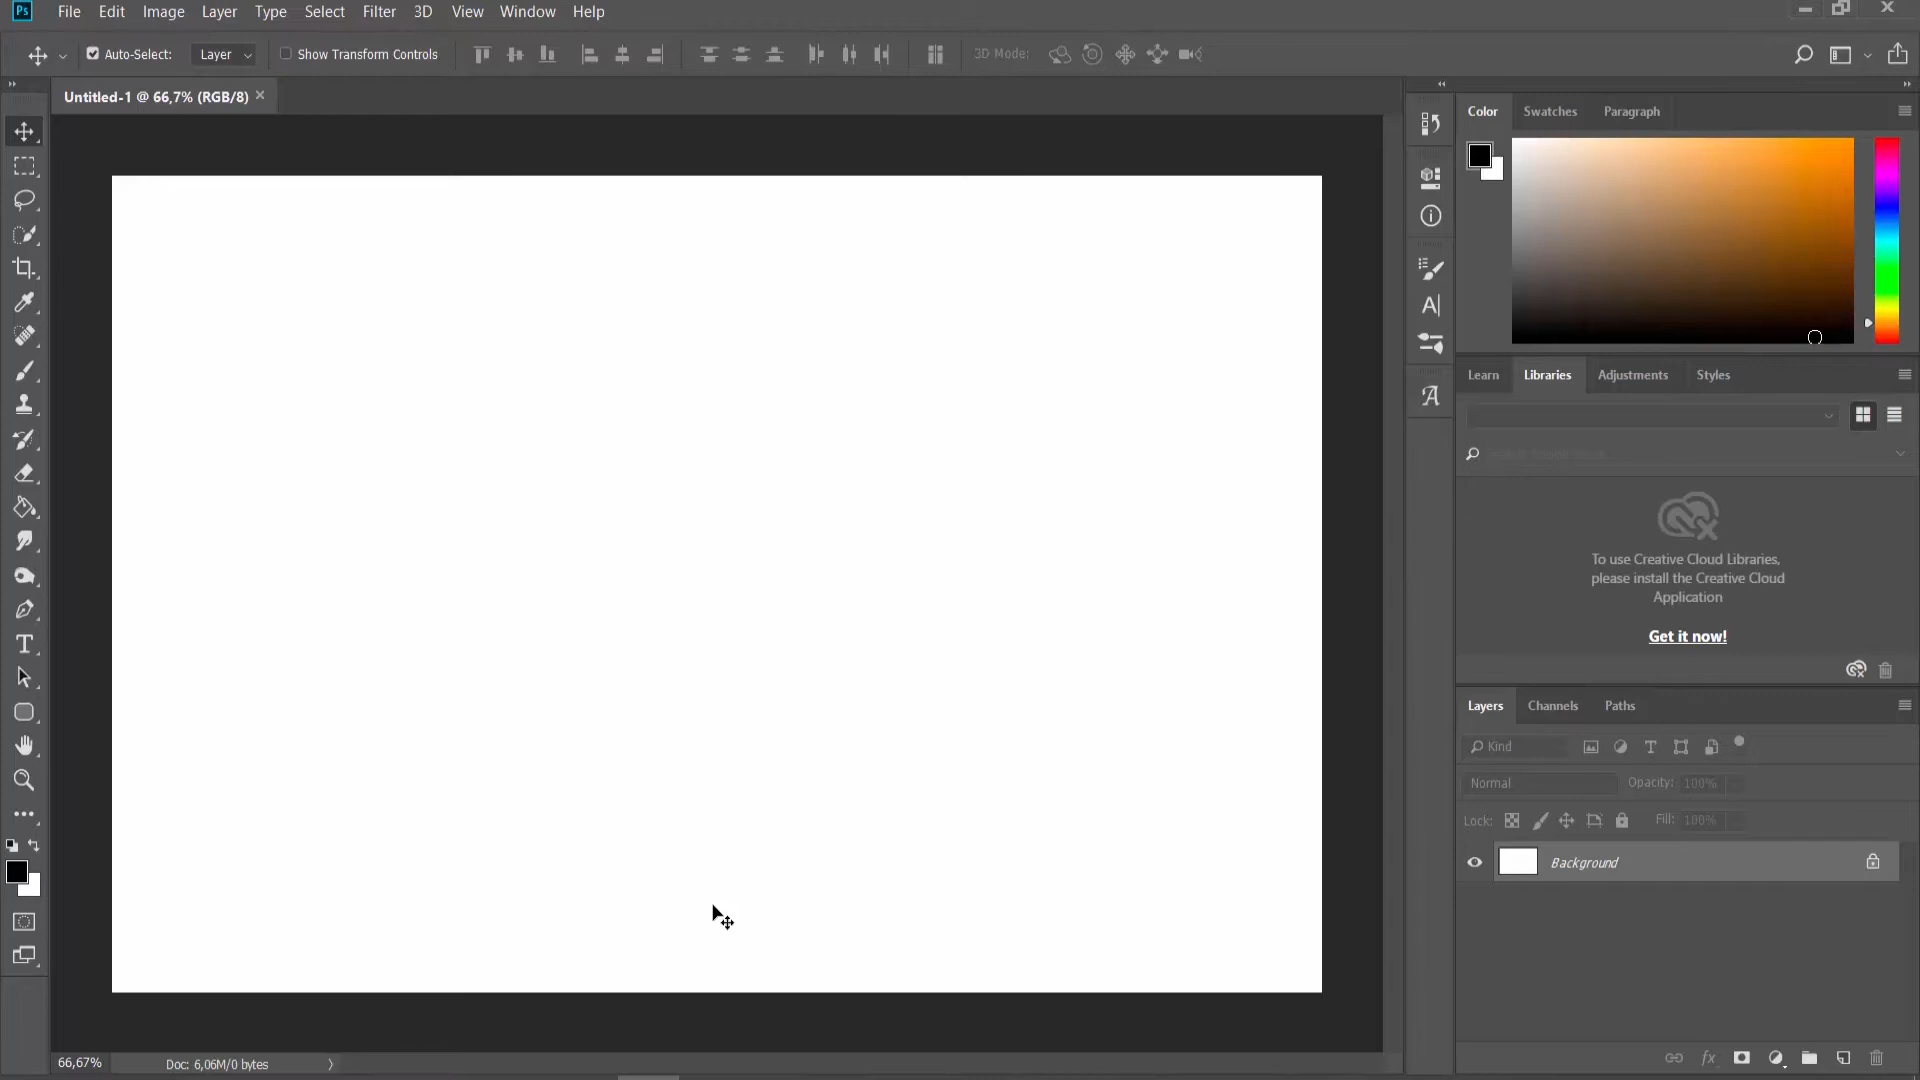 Ps File Edit Image Layer Type Select Filter 3D View Window Help
Auto-Select: Layer Show Transform Controls 3D Mode:
Untitled-1 @ 66,7% (RGB/8) ×
Color Swatches Paragraph
Learn Libraries Adjustments Styles
To use Creative Cloud Libraries,
please install the Creative Cloud
Application
Get it now!
Layers Channels Paths
Kind
Normal Opacity: 100%
Lock: Fill: 100%
Background
fx
66,67% Doc: 6,06M/0 bytes